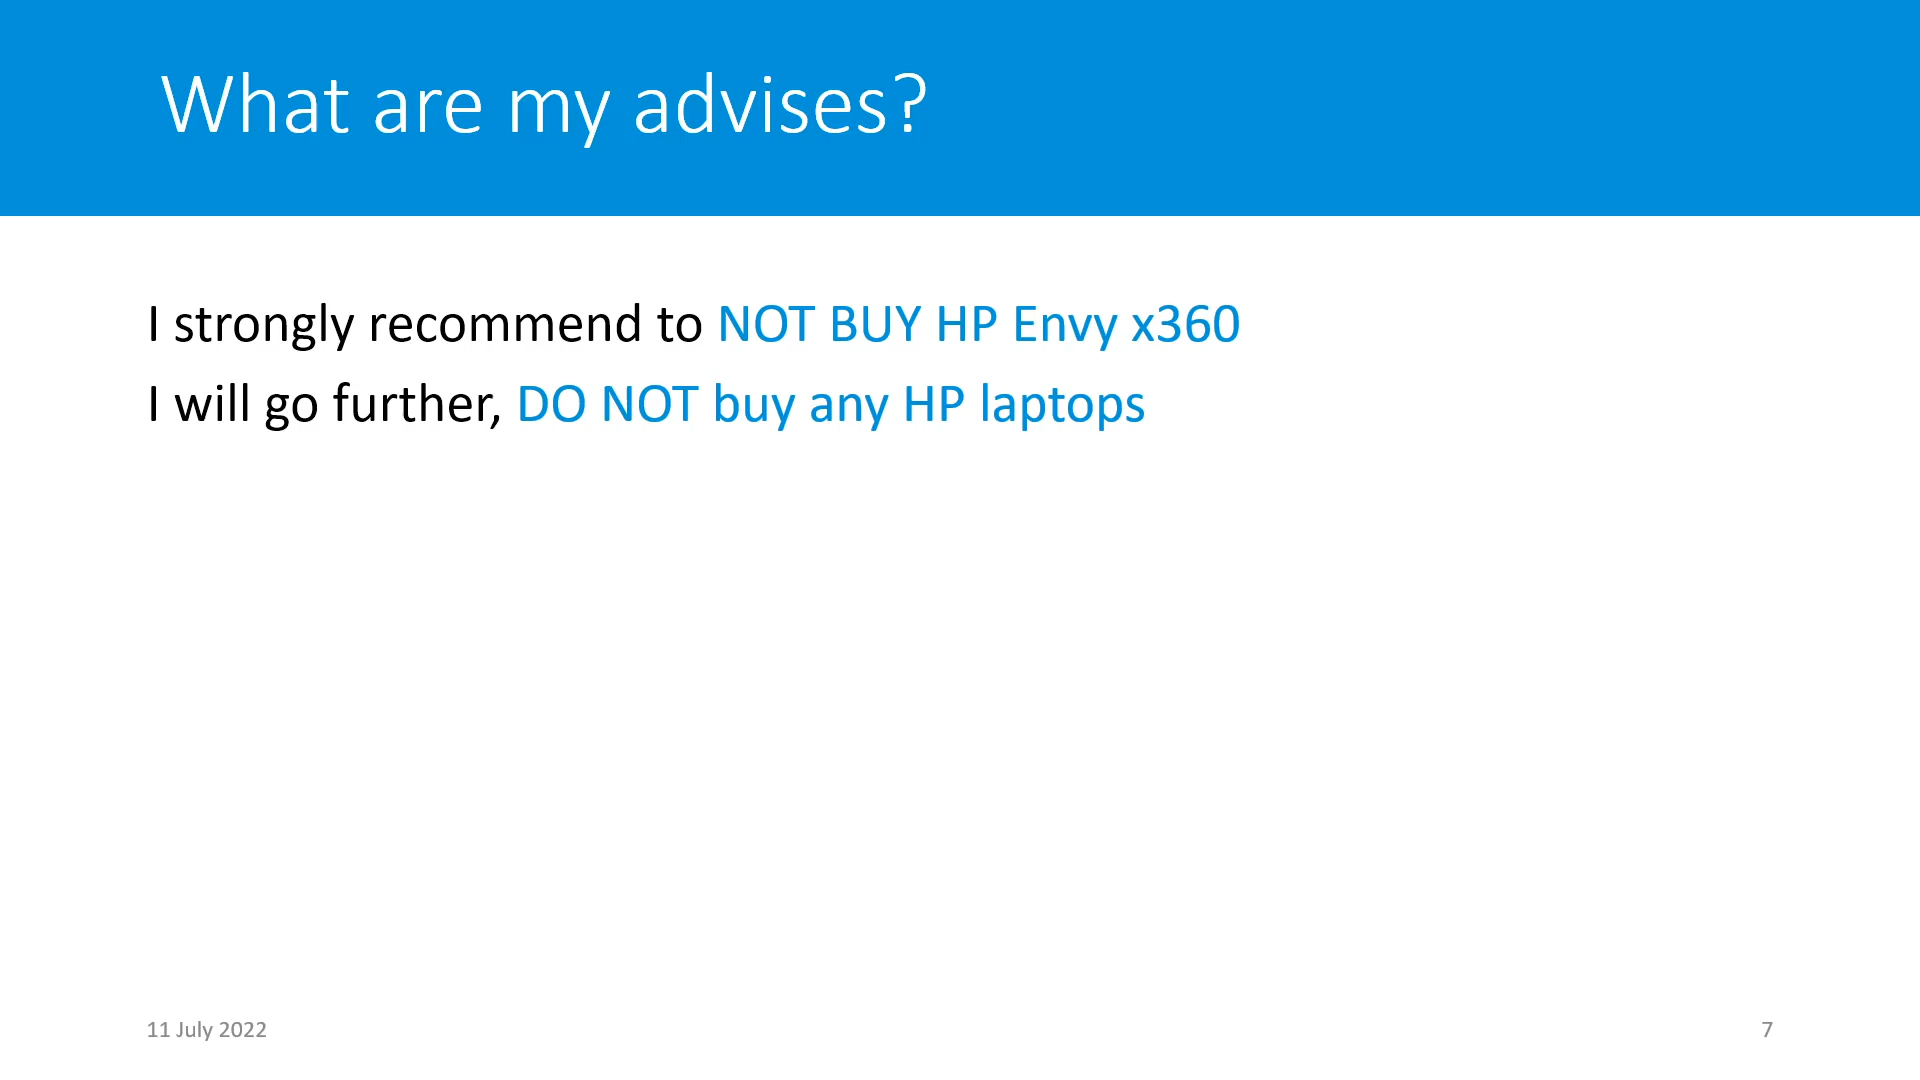 What are my advises?
I strongly recommend to NOT BUY HP Envy x360
I will go further, DO NOT buy any HP laptops
11 July 2022
7